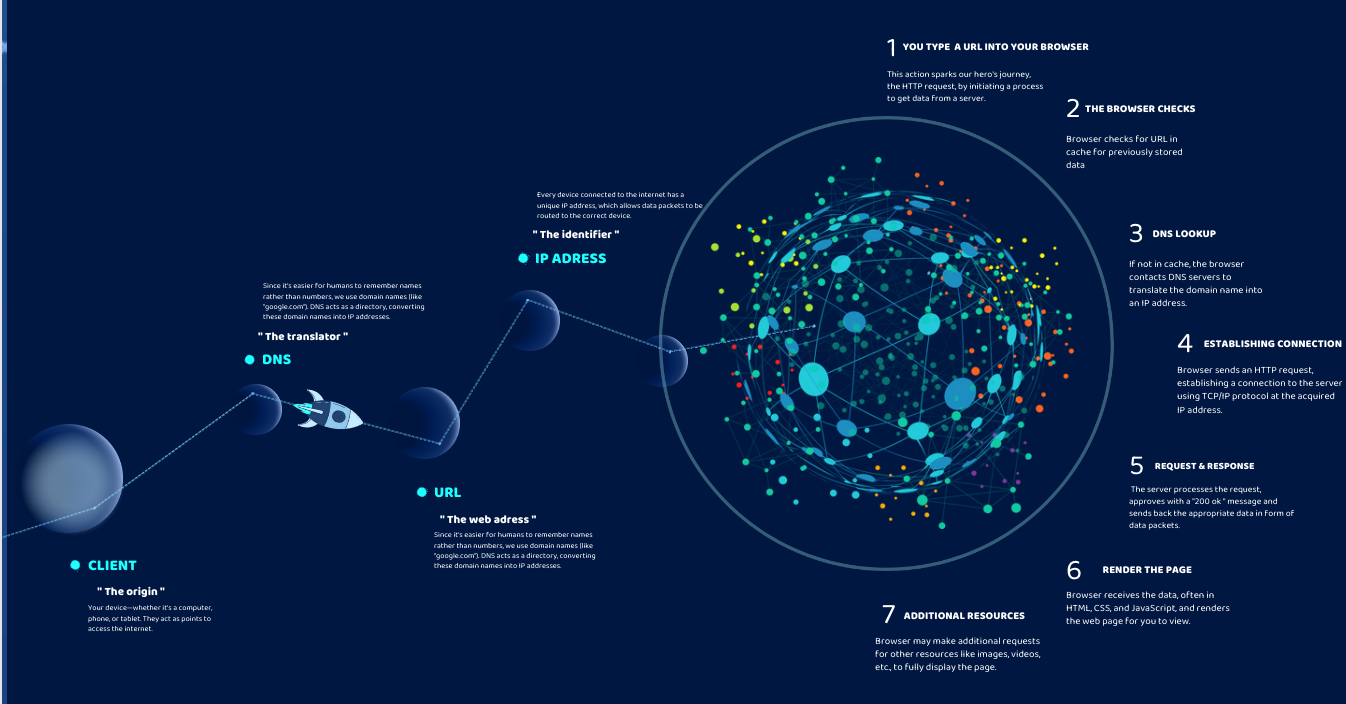 CLIENT
" The origin "
Your device—whether it's a computer,
phone, or tablet. They act as points to
access the internet.
Since it's easier for humans to remember names
rather than numbers, we use domain names (like
"google.com"). DNS acts as a directory, converting
these domain names into IP addresses.
" The translator "
DNS
URL
" The web adress "
Since it's easier for humans to remember names
rather than numbers, we use domain names (like
"google.com"). DNS acts as a directory, converting
these domain names into IP addresses.
Every device connected to the internet has a
unique IP address, which allows data packets to be
routed to the correct device.
" The identifier "
IP ADRESS
1 YOU TYPE A URL INTO YOUR BROWSER
This action sparks our hero's journey,
the HTTP request, by initiating a process
to get data from a server.
2 THE BROWSER CHECKS
Browser checks for URL in
cache for previously stored
data
3 DNS LOOKUP
If not in cache, the browser
contacts DNS servers to
translate the domain name into
an IP address.
4 ESTABLISHING CONNECTION
Browser sends an HTTP request,
establishing a connection to the server
using TCP/IP protocol at the acquired
IP address.
5 REQUEST & RESPONSE
The server processes the request,
approves with a "200 ok " message and
sends back the appropriate data in form of
data packets.
6 RENDER THE PAGE
Browser receives the data, often in
HTML, CSS, and JavaScript, and renders
the web page for you to view.
7 ADDITIONAL RESOURCES
Browser may make additional requests
for other resources like images, videos,
etc., to fully display the page.